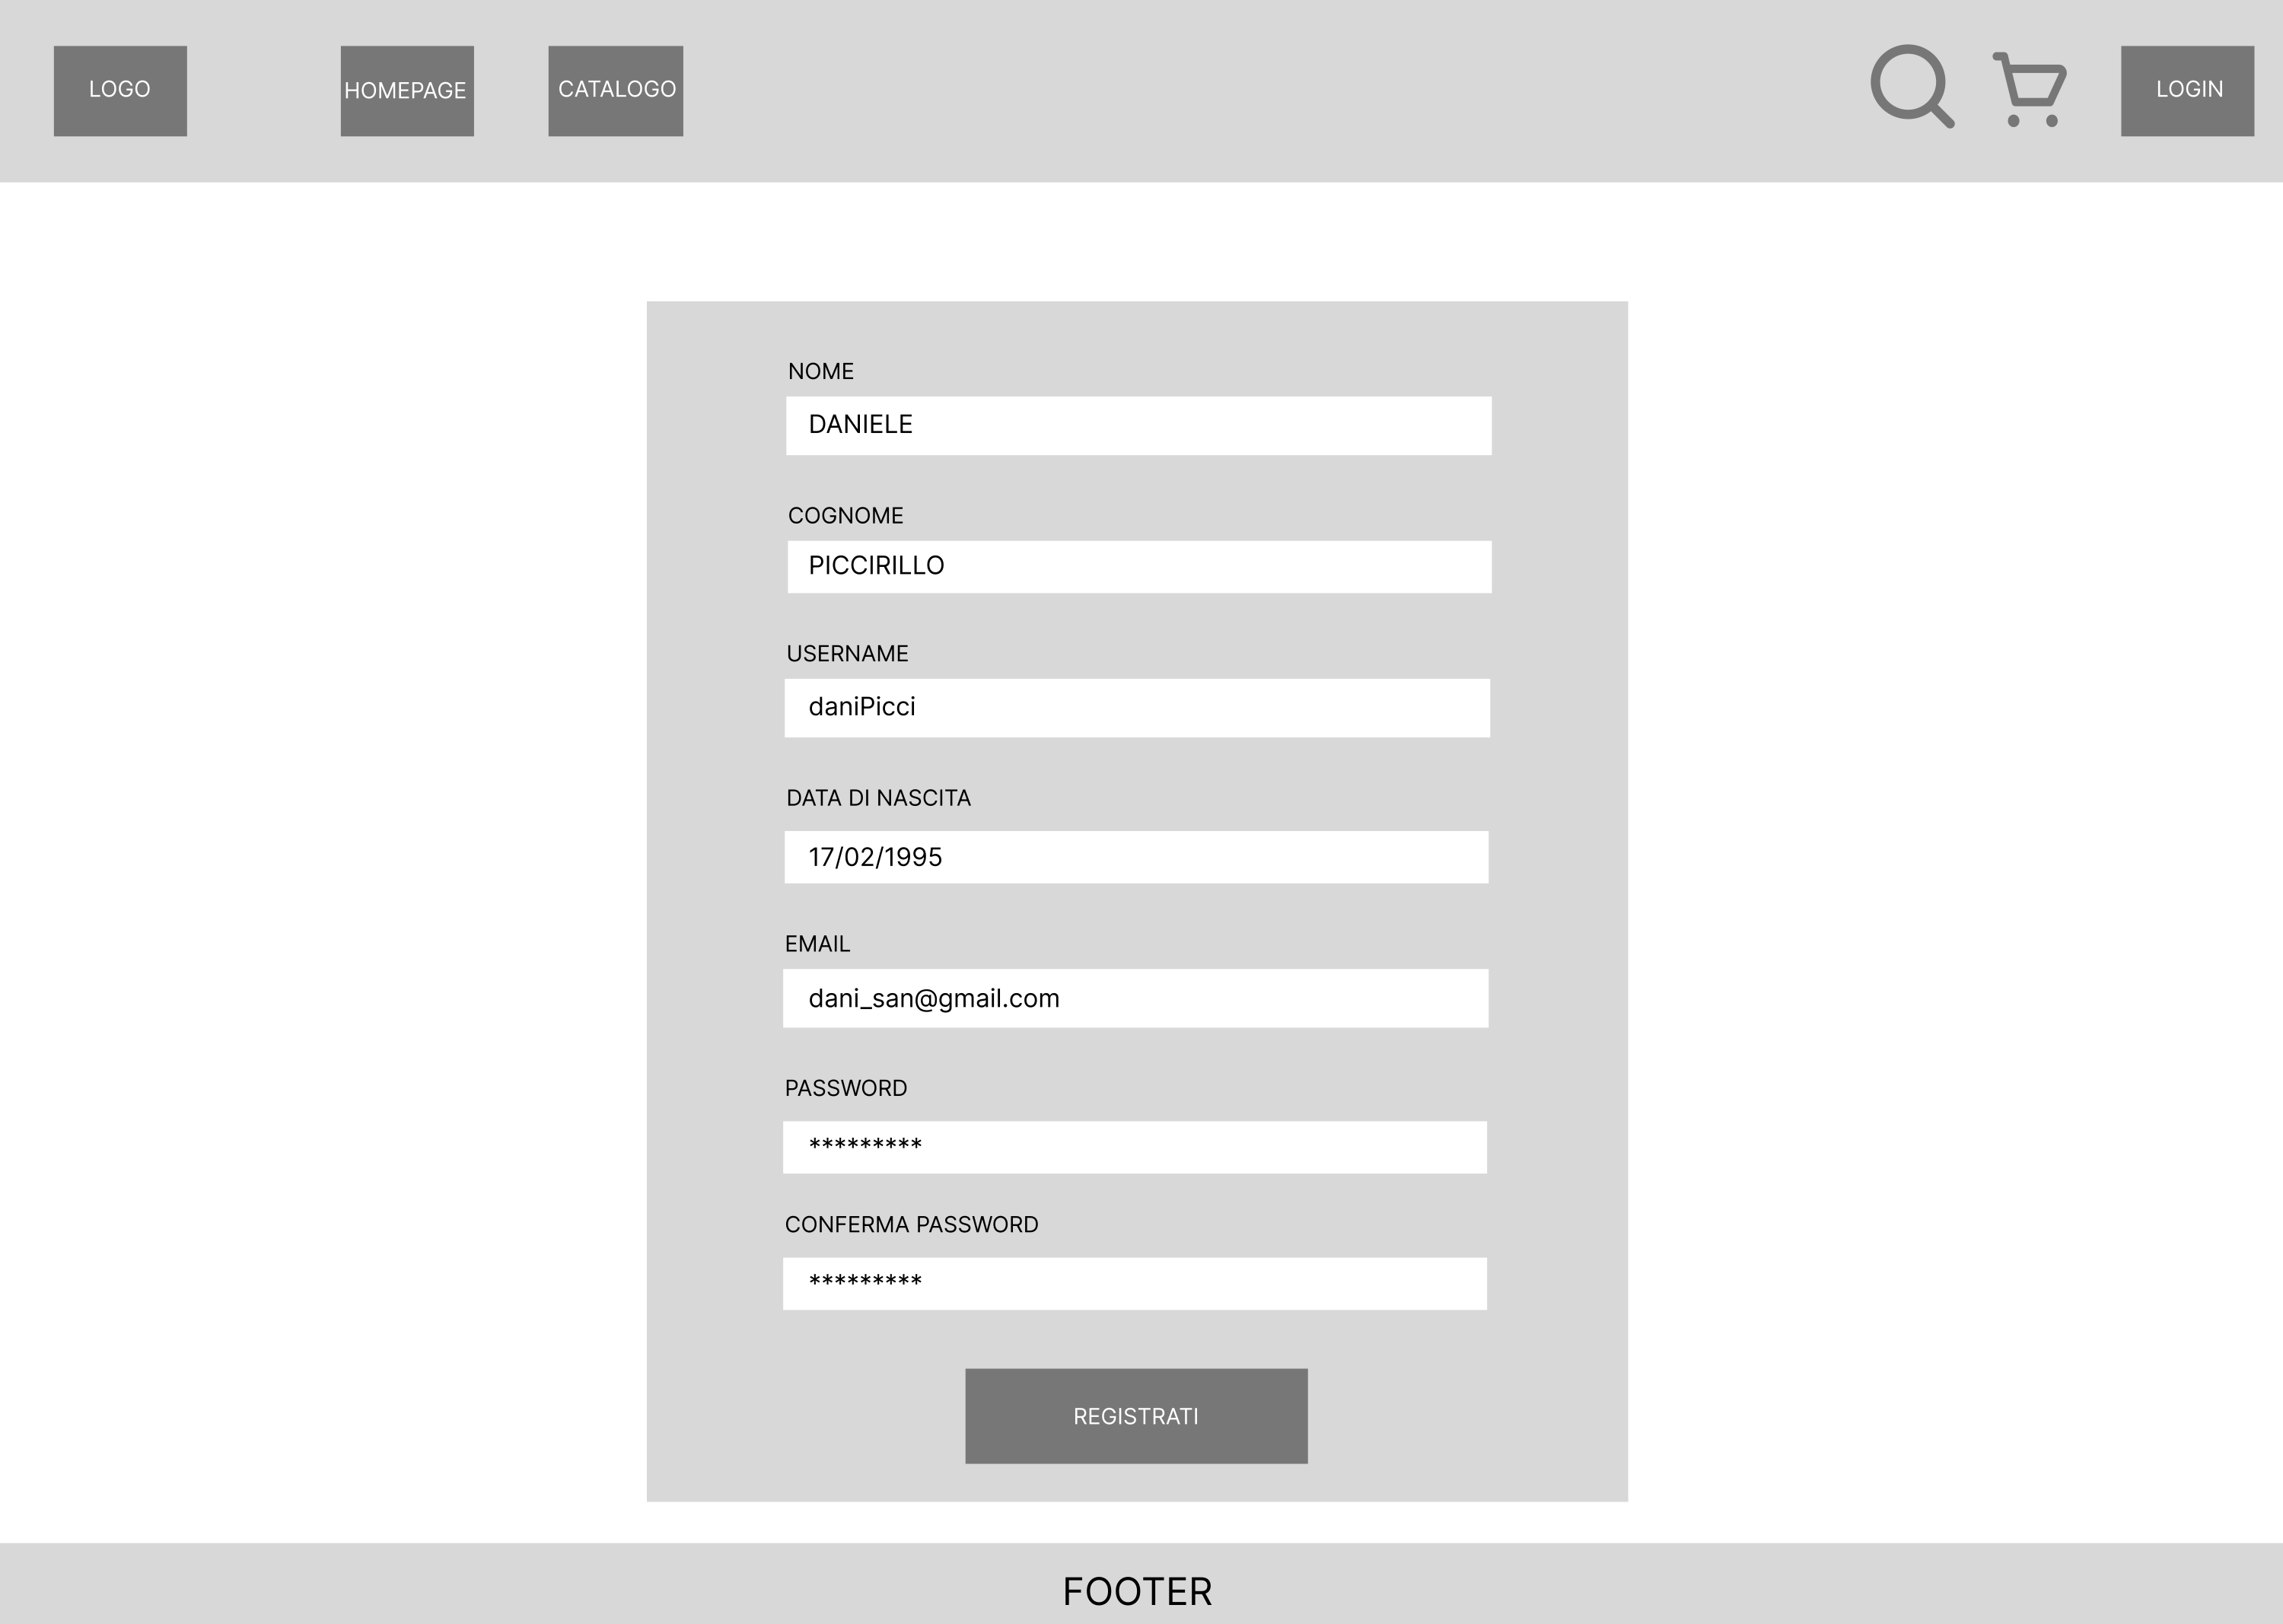 LOGO
HOMEPAGE
CATALOGO
LOGIN
NOME
DANIELE
COGNOME
PICCIRILLO
USERNAME
daniPicci
DATA DI NASCITA
17/02/1995
EMAIL
dani_san@gmail.com
PASSWORD
*********
CONFERMA PASSWORD
*********
REGISTRATI
FOOTER